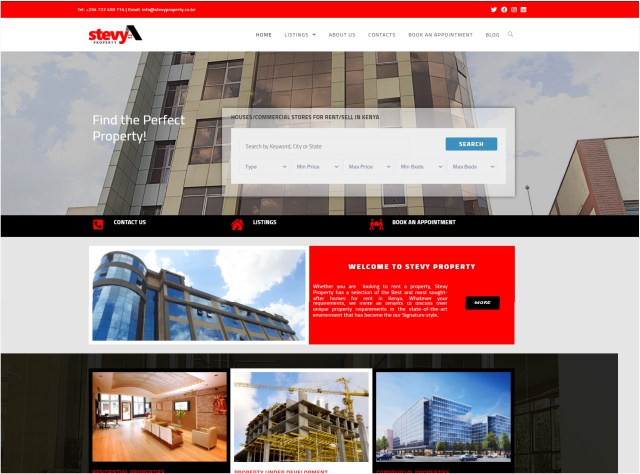 Tel: +254 722 690 114 | Email: info@stevyproperty.co.ke
stevy
PROPERTY
HOME LISTINGS ABOUT US CONTACTS BOOK AN APPOINTMENT BLOG
Find the Perfect
Property!
HOUSES/COMMERCIAL STORES FOR RENT/SELL IN KENYA
Search by Keyword, City or State
SEARCH
Type Min Price Max Price Min Beds Max Beds
CONTACT US LISTINGS BOOK AN APPOINTMENT
WELCOME TO STEVY PROPERTY
Whether you are looking to rent a property, Stevy
Property has a selection of the Best and most sought-
after homes for rent in Kenya. Whatever your
requirements, we invite all tenants to discuss their
unique property requirements in the state-of-the-art
environment that has become the our Signature style.
MORE
RESIDENTIAL PROPERTIES
PROPERTY UNDER DEVELOPMENT
COMMERCIAL PROPERTIES